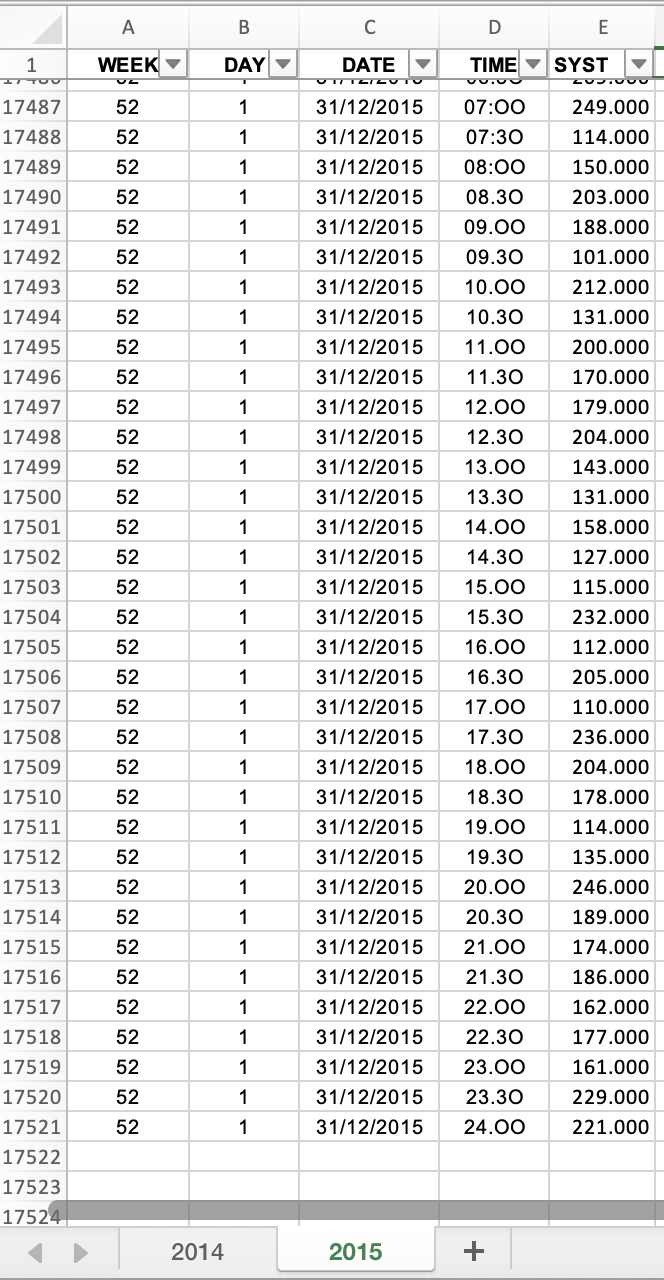 A B C D E
1 WEEK DAY DATE TIME SYST
17487 52 1 31/12/2015 07:OO 249.000
17488 52 1 31/12/2015 07:3O 114.000
17489 52 1 31/12/2015 08:OO 150.000
17490 52 1 31/12/2015 08.3O 203.000
17491 52 1 31/12/2015 09.OO 188.000
17492 52 1 31/12/2015 09.3O 101.000
17493 52 1 31/12/2015 10.OO 212.000
17494 52 1 31/12/2015 10.3O 131.000
17495 52 1 31/12/2015 11.OO 200.000
17496 52 1 31/12/2015 11.3O 170.000
17497 52 1 31/12/2015 12.OO 179.000
17498 52 1 31/12/2015 12.3O 204.000
17499 52 1 31/12/2015 13.OO 143.000
17500 52 1 31/12/2015 13.3O 131.000
17501 52 1 31/12/2015 14.OO 158.000
17502 52 1 31/12/2015 14.3O 127.000
17503 52 1 31/12/2015 15.OO 115.000
17504 52 1 31/12/2015 15.3O 232.000
17505 52 1 31/12/2015 16.OO 112.000
17506 52 1 31/12/2015 16.3O 205.000
17507 52 1 31/12/2015 17.OO 110.000
17508 52 1 31/12/2015 17.3O 236.000
17509 52 1 31/12/2015 18.OO 204.000
17510 52 1 31/12/2015 18.3O 178.000
17511 52 1 31/12/2015 19.OO 114.000
17512 52 1 31/12/2015 19.3O 135.000
17513 52 1 31/12/2015 20.OO 246.000
17514 52 1 31/12/2015 20.3O 189.000
17515 52 1 31/12/2015 21.OO 174.000
17516 52 1 31/12/2015 21.3O 186.000
17517 52 1 31/12/2015 22.OO 162.000
17518 52 1 31/12/2015 22.3O 177.000
17519 52 1 31/12/2015 23.OO 161.000
17520 52 1 31/12/2015 23.3O 229.000
17521 52 1 31/12/2015 24.OO 221.000
17522
17523
17524
2014 2015 +